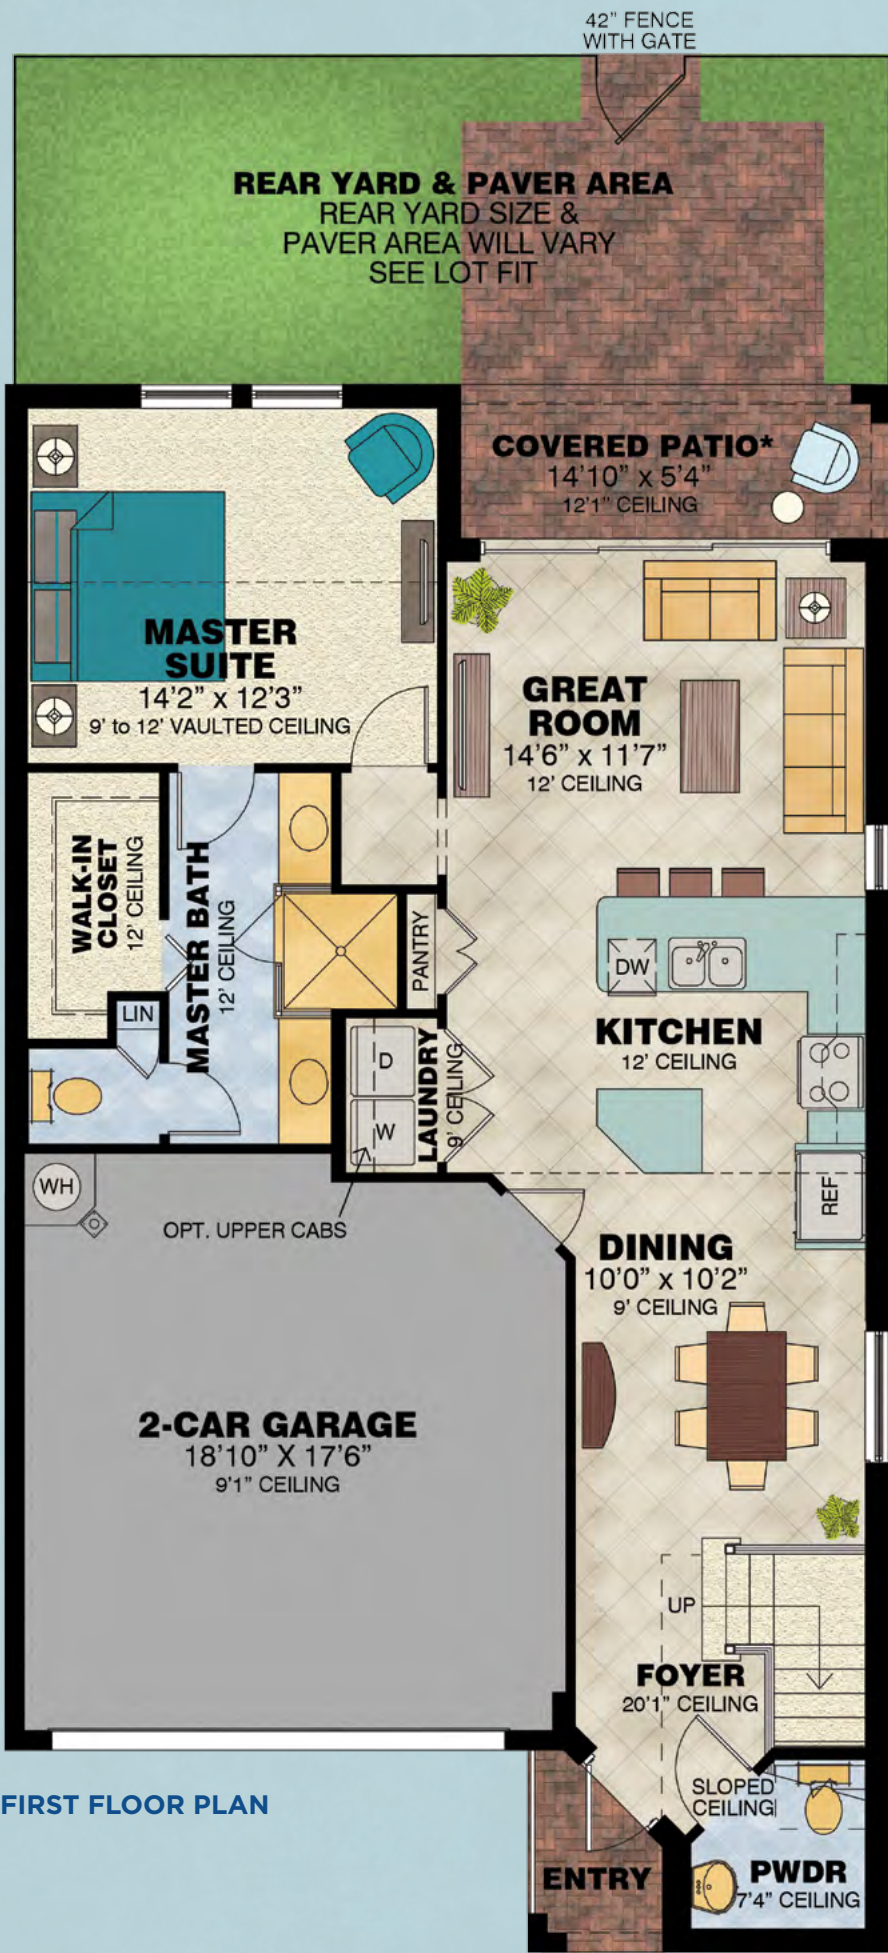 42" FENCE
WITH GATE
REAR YARD & PAVER AREA
REAR YARD SIZE &
PAVER AREA WILL VARY
SEE LOT FIT
COVERED PATIO*
14'10" x 5'4"
12'1" CEILING
MASTER
SUITE
14'2" x 12'3"
9' to 12' VAULTED CEILING
GREAT
ROOM
14'6" x 11'7"
12' CEILING
WALK-IN
CLOSET
12' CEILING
MASTER BATH
12' CEILING
PANTRY
DW
LIN
KITCHEN
12' CEILING
D
W
LAUNDRY
9' CEILING
WH
OPT. UPPER CABS
REF
DINING
10'0" x 10'2"
9' CEILING
2-CAR GARAGE
18'10" X 17'6"
9'1" CEILING
UP
FOYER
20'1" CEILING
SLOPED
CEILING
FIRST FLOOR PLAN
ENTRY
PWDR
7'4" CEILING